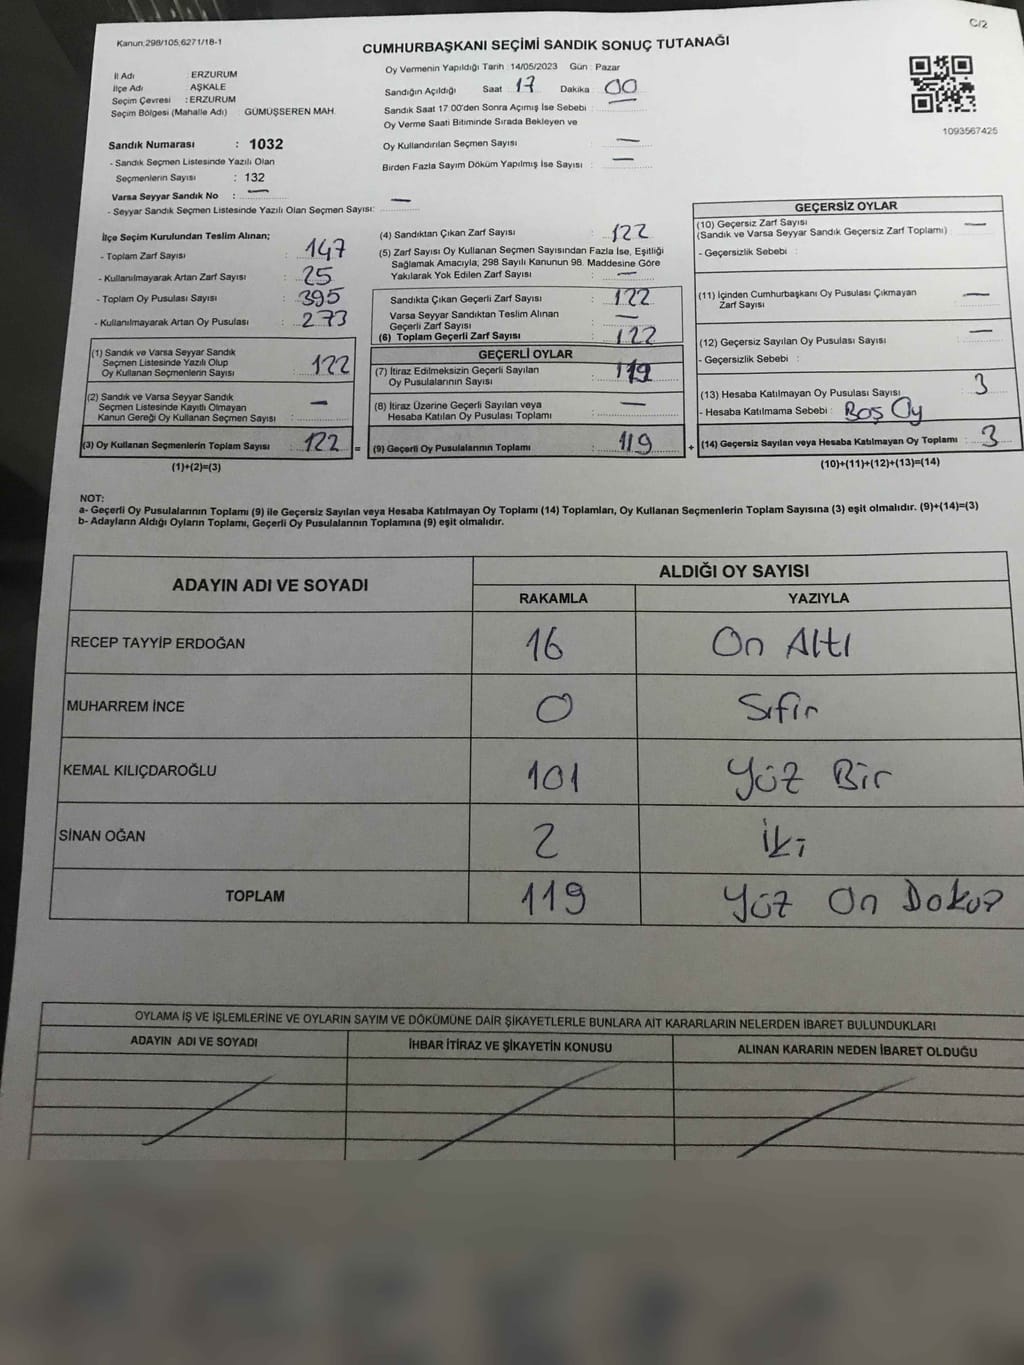 C/2
Kanun:298/105;6271/18-1
CUMHURBAŞKANI SEÇİMİ SANDIK SONUÇ TUTANAĞI
İl Adı : ERZURUM
İlçe Adı AŞKALE
Seçim Çevresi : ERZURUM
Seçim Bölgesi (Mahalle Adı) GÜMÜŞSEREN MAH.
Oy Vermenin Yapıldığı Tarih : 14/05/2023 Gün : Pazar
Sandığın Açıldığı Saat 17 Dakika 00
Sandık Saat 17:00'den Sonra Açımış İse Sebebi :
Oy Verme Saati Bitiminde Sırada Bekleyen ve
Oy Kullandırılan Seçmen Sayısı : —
Birden Fazla Sayım Döküm Yapılmış İse Sayısı : —
1093567425
Sandık Numarası : 1032
- Sandık Seçmen Listesinde Yazılı Olan
Seçmenlerin Sayısı : 132
Varsa Seyyar Sandık No : —
- Seyyar Sandık Seçmen Listesinde Yazılı Olan Seçmen Sayısı: —
İlçe Seçim Kurulundan Teslim Alınan;
- Toplam Zarf Sayısı : 147
- Kullanılmayarak Artan Zarf Sayısı : 25
- Toplam Oy Pusulası Sayısı : 395
- Kullanılmayarak Artan Oy Pusulası : 273
(1) Sandık ve Varsa Seyyar Sandık
Seçmen Listesinde Yazılı Olup
Oy Kullanan Seçmenlerin Sayısı : 122
(2) Sandık ve Varsa Seyyar Sandık
Seçmen Listesinde Kayıtlı Olmayan
Kanun Gereği Oy Kullanan Seçmen Sayısı : —
(3) Oy Kullanan Seçmenlerin Toplam Sayısı : 122 =
(1)+(2)=(3)
(4) Sandıktan Çıkan Zarf Sayısı : 122
(5) Zarf Sayısı Oy Kullanan Seçmen Sayısından Fazla İse, Eşitliği
Sağlamak Amacıyla, 298 Sayılı Kanunun 98. Maddesine Göre
Yakılarak Yok Edilen Zarf Sayısı : —
Sandıkta Çıkan Geçerli Zarf Sayısı : 122
Varsa Seyyar Sandıktan Teslim Alınan
Geçerli Zarf Sayısı : —
(6) Toplam Geçerli Zarf Sayısı : 122
GEÇERLİ OYLAR
(7) İtiraz Edilmeksizin Geçerli Sayılan
Oy Pusulalarının Sayısı : 119
(8) İtiraz Üzerine Geçerli Sayılan veya
Hesaba Katılan Oy Pusulası Toplamı : —
(9) Geçerli Oy Pusulalarının Toplamı : 119 +
GEÇERSİZ OYLAR
(10) Geçersiz Zarf Sayısı —
(Sandık ve Varsa Seyyar Sandık Geçersiz Zarf Toplamı)
- Geçersizlik Sebebi :
(11) İçinden Cumhurbaşkanı Oy Pusulası Çıkmayan
Zarf Sayısı —
(12) Geçersiz Sayılan Oy Pusulası Sayısı —
- Geçersizlik Sebebi :
(13) Hesaba Katılmayan Oy Pusulası Sayısı : 3
- Hesaba Katılmama Sebebi : Boş Oy
(14) Geçersiz Sayılan veya Hesaba Katılmayan Oy Toplamı : 3
(10)+(11)+(12)+(13)=(14)
NOT:
a- Geçerli Oy Pusulalarının Toplamı (9) ile Geçersiz Sayılan veya Hesaba Katılmayan Oy Toplamı (14) Toplamları, Oy Kullanan Seçmenlerin Toplam Sayısına (3) eşit olmalıdır. (9)+(14)=(3)
b- Adayların Aldığı Oyların Toplamı, Geçerli Oy Pusulalarının Toplamına (9) eşit olmalıdır.
ADAYIN ADI VE SOYADI ALDIĞI OY SAYISI
RAKAMLA YAZIYLA
RECEP TAYYİP ERDOĞAN 16 On Altı
MUHARREM İNCE 0 Sıfır
KEMAL KILIÇDAROĞLU 101 Yüz Bir
SİNAN OĞAN 2 İki
TOPLAM 119 Yüz On Dokuz
OYLAMA İŞ VE İŞLEMLERİNE VE OYLARIN SAYIM VE DÖKÜMÜNE DAİR ŞİKAYETLERLE BUNLARA AİT KARARLARIN NELERDEN İBARET BULUNDUKLARI
ADAYIN ADI VE SOYADI İHBAR İTİRAZ VE ŞİKAYETİN KONUSU ALINAN KARARIN NEDEN İBARET OLDUĞU